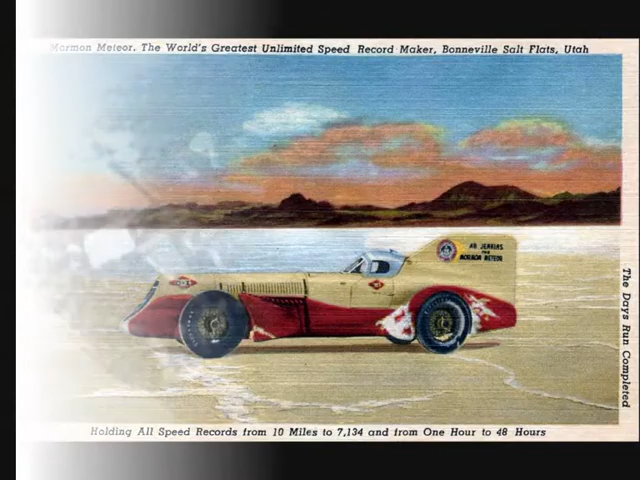 Mormon Meteor. The World's Greatest Unlimited Speed Record Maker, Bonneville Salt Flats, Utah
AB JENKINS
MORMON METEOR
The Days Run Completed
Holding All Speed Records from 10 Miles to 7,134 and from One Hour to 48 Hours